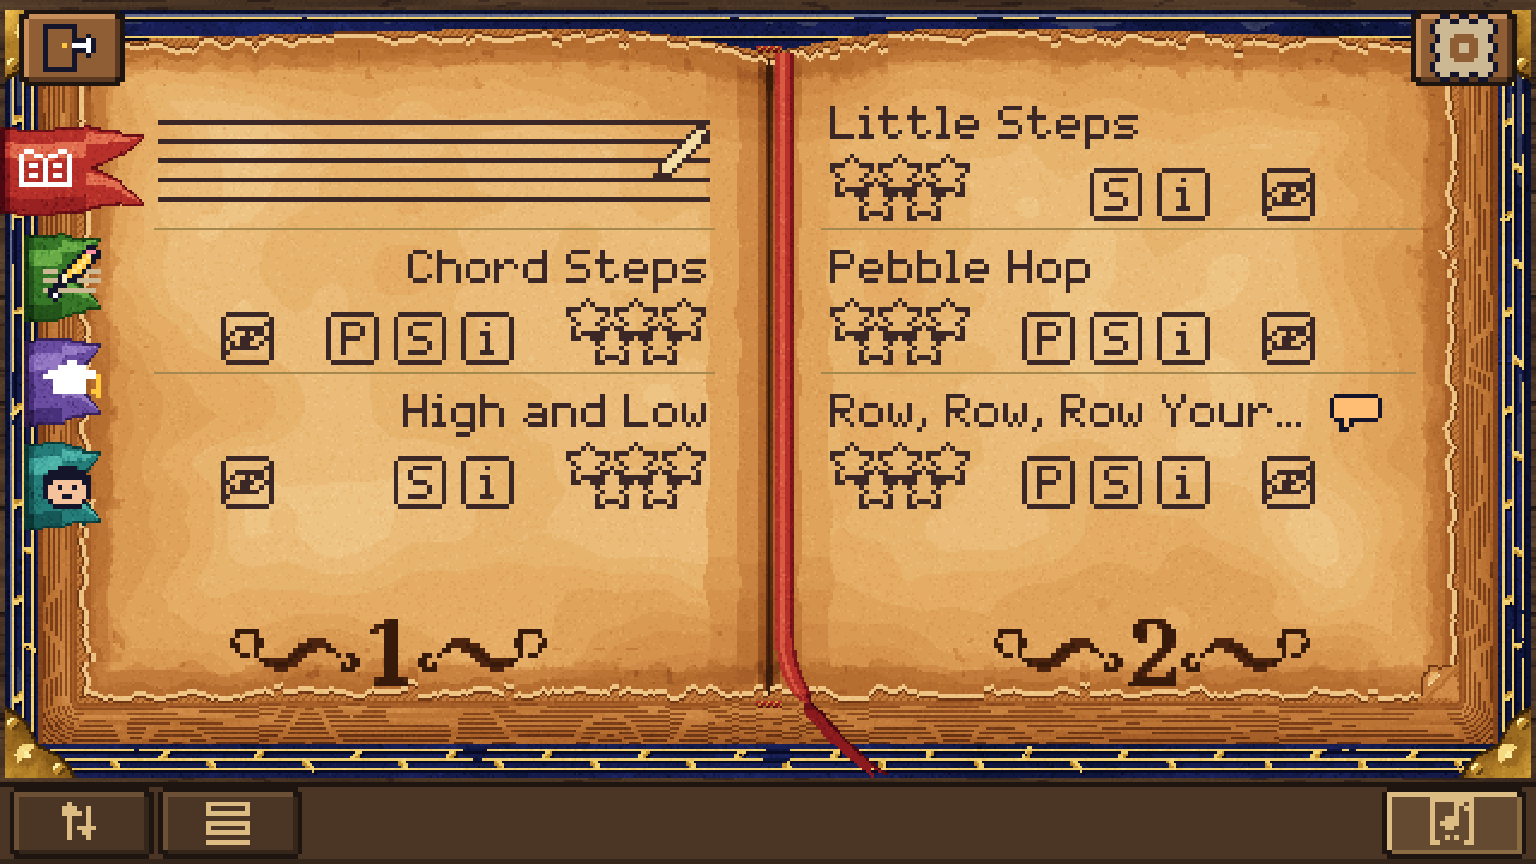 Chord Steps
P S i
High and Low
S i
1
Little Steps
S i
Pebble Hop
P S i
Row, Row, Row Your...
P S i
2